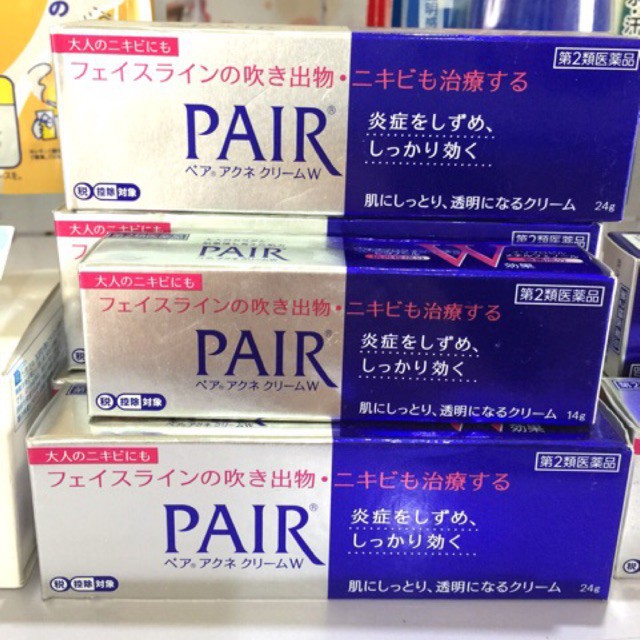 大人のニキビにも
第2類医薬品
フェイスラインの吹き出物・ニキビも治療する
PAIR®
炎症をしずめ、
しっかり効く
ペア® アクネ クリームW
税 控除 対象
肌にしっとり、透明になるクリーム 24g
大人のニキビにも
PAIR
W
効果
大人のニキビにも
第2類医薬品
フェイスラインの吹き出物・ニキビも治療する
PAIR®
炎症をしずめ、
しっかり効く
ペア® アクネ クリームW
税 控除 対象
肌にしっとり、透明になるクリーム 14g
効果
大人のニキビにも
第2類医薬品
フェイスラインの吹き出物・ニキビも治療する
PAIR®
炎症をしずめ、
しっかり効く
ペア® アクネ クリームW
税 控除 対象
肌にしっとり、透明になるクリーム 24g